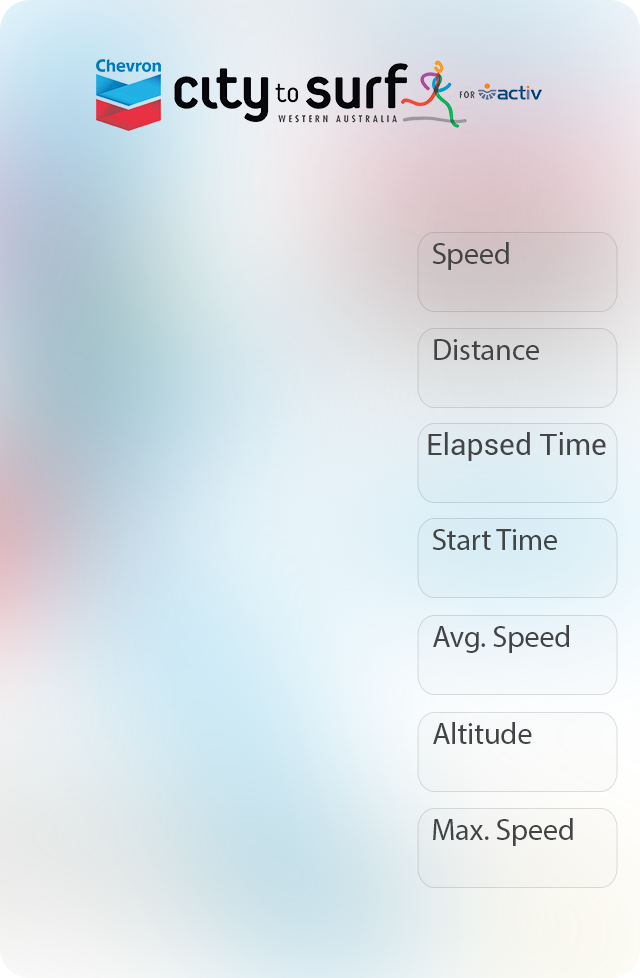 Chevron
city to surf
WESTERN AUSTRALIA
FOR activ
Speed
Distance
Elapsed Time
Start Time
Avg. Speed
Altitude
Max. Speed